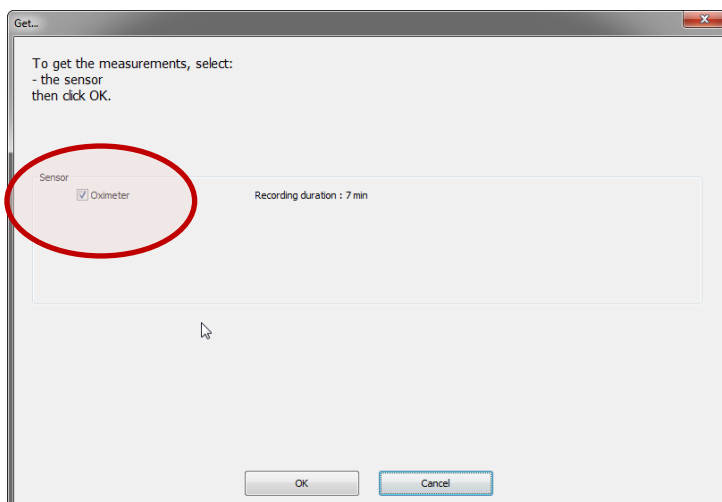 Get...
To get the measurements, select:
- the sensor
then click OK.
Sensor
Oximeter
Recording duration : 7 min
OK
Cancel